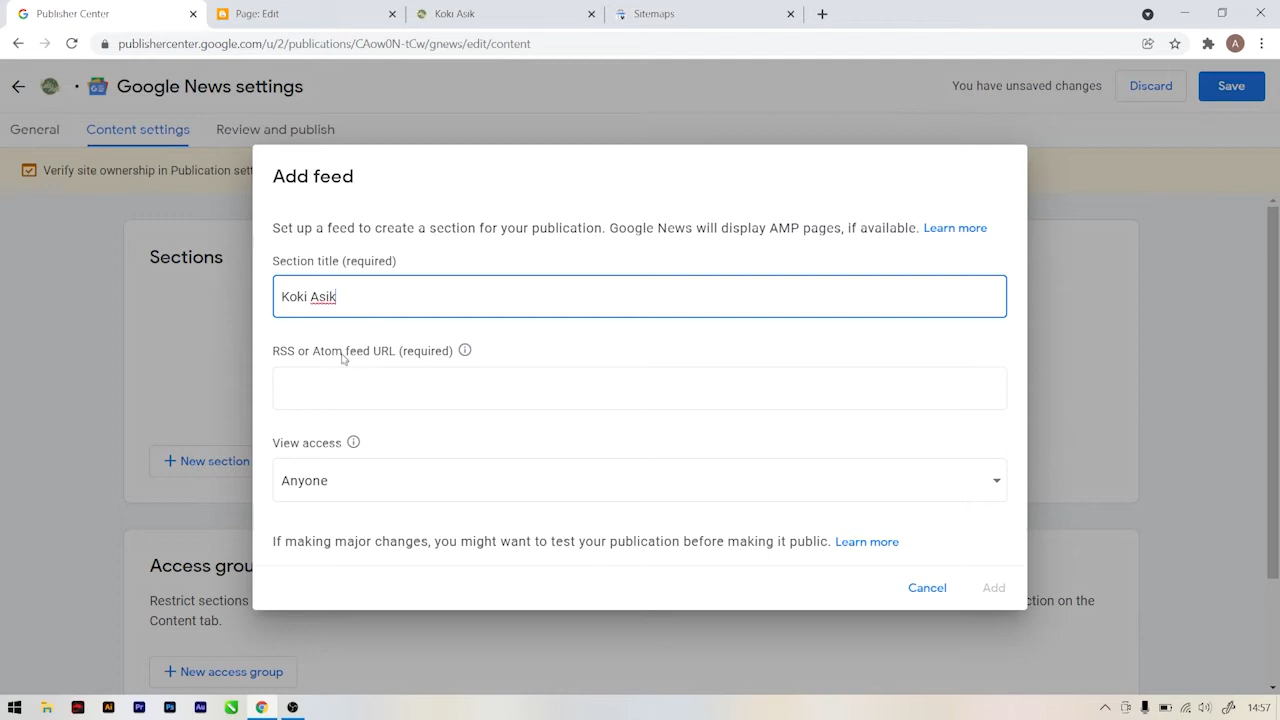 Publisher Center
Page: Edit
Koki Asik
Sitemaps
publishercenter.google.com/u/2/publications/CAow0N-tCw/gnews/edit/content
A
Google News settings
You have unsaved changes
Discard
Save
General
Content settings
Review and publish
Verify site ownership in Publication set
Add feed
Set up a feed to create a section for your publication. Google News will display AMP pages, if available. Learn more
Sections
Section title (required)
Koki Asik
RSS or Atom feed URL (required)
View access
New section
Anyone
If making major changes, you might want to test your publication before making it public. Learn more
Access grou
Cancel
Add
Restrict sections
ction on the
Content tab.
New access group
14:57